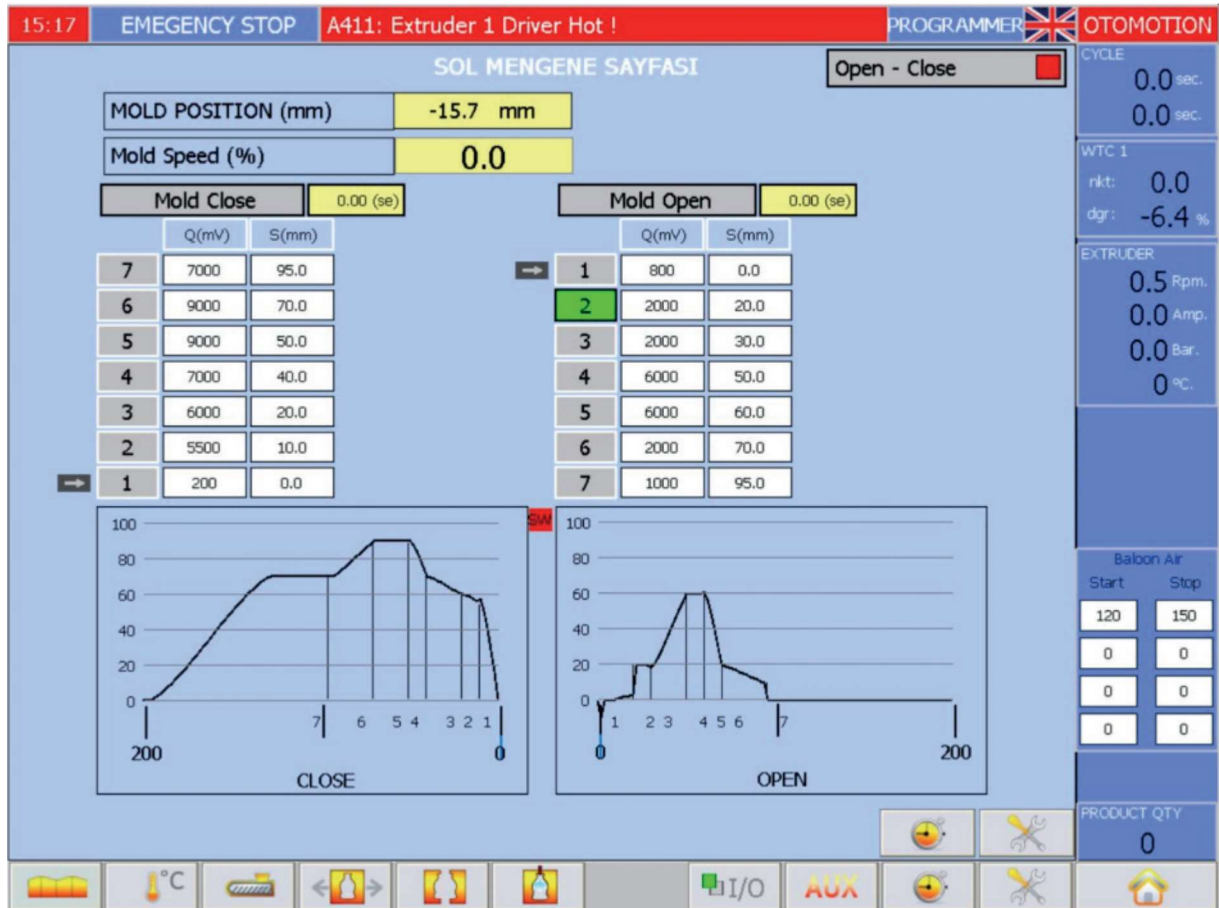 15:17 EMEGENCY STOP A411: Extruder 1 Driver Hot ! PROGRAMMER OTOMOTION
SOL MENGENE SAYFASI
Open - Close
MOLD POSITION (mm) -15.7 mm
Mold Speed (%) 0.0
Mold Close 0.00 (se)
Q(mV) S(mm)
7 7000 95.0
6 9000 70.0
5 9000 50.0
4 7000 40.0
3 6000 20.0
2 5500 10.0
1 200 0.0
Mold Open 0.00 (se)
Q(mV) S(mm)
1 800 0.0
2 2000 20.0
3 2000 30.0
4 6000 50.0
5 6000 60.0
6 2000 70.0
7 1000 95.0
100
80
60
40
20
0
7 6 5 4 3 2 1
200 0
CLOSE
SW
100
80
60
40
20
0
1 2 3 4 5 6 7
0 200
OPEN
CYCLE
0.0 sec.
0.0 sec.
WTC 1
nkt: 0.0
dgr: -6.4 %
EXTRUDER
0.5 Rpm.
0.0 Amp.
0.0 Bar.
0 °C.
Baloon Air
Start Stop
120 150
0 0
0 0
0 0
PRODUCT QTY
0
°C I/O AUX